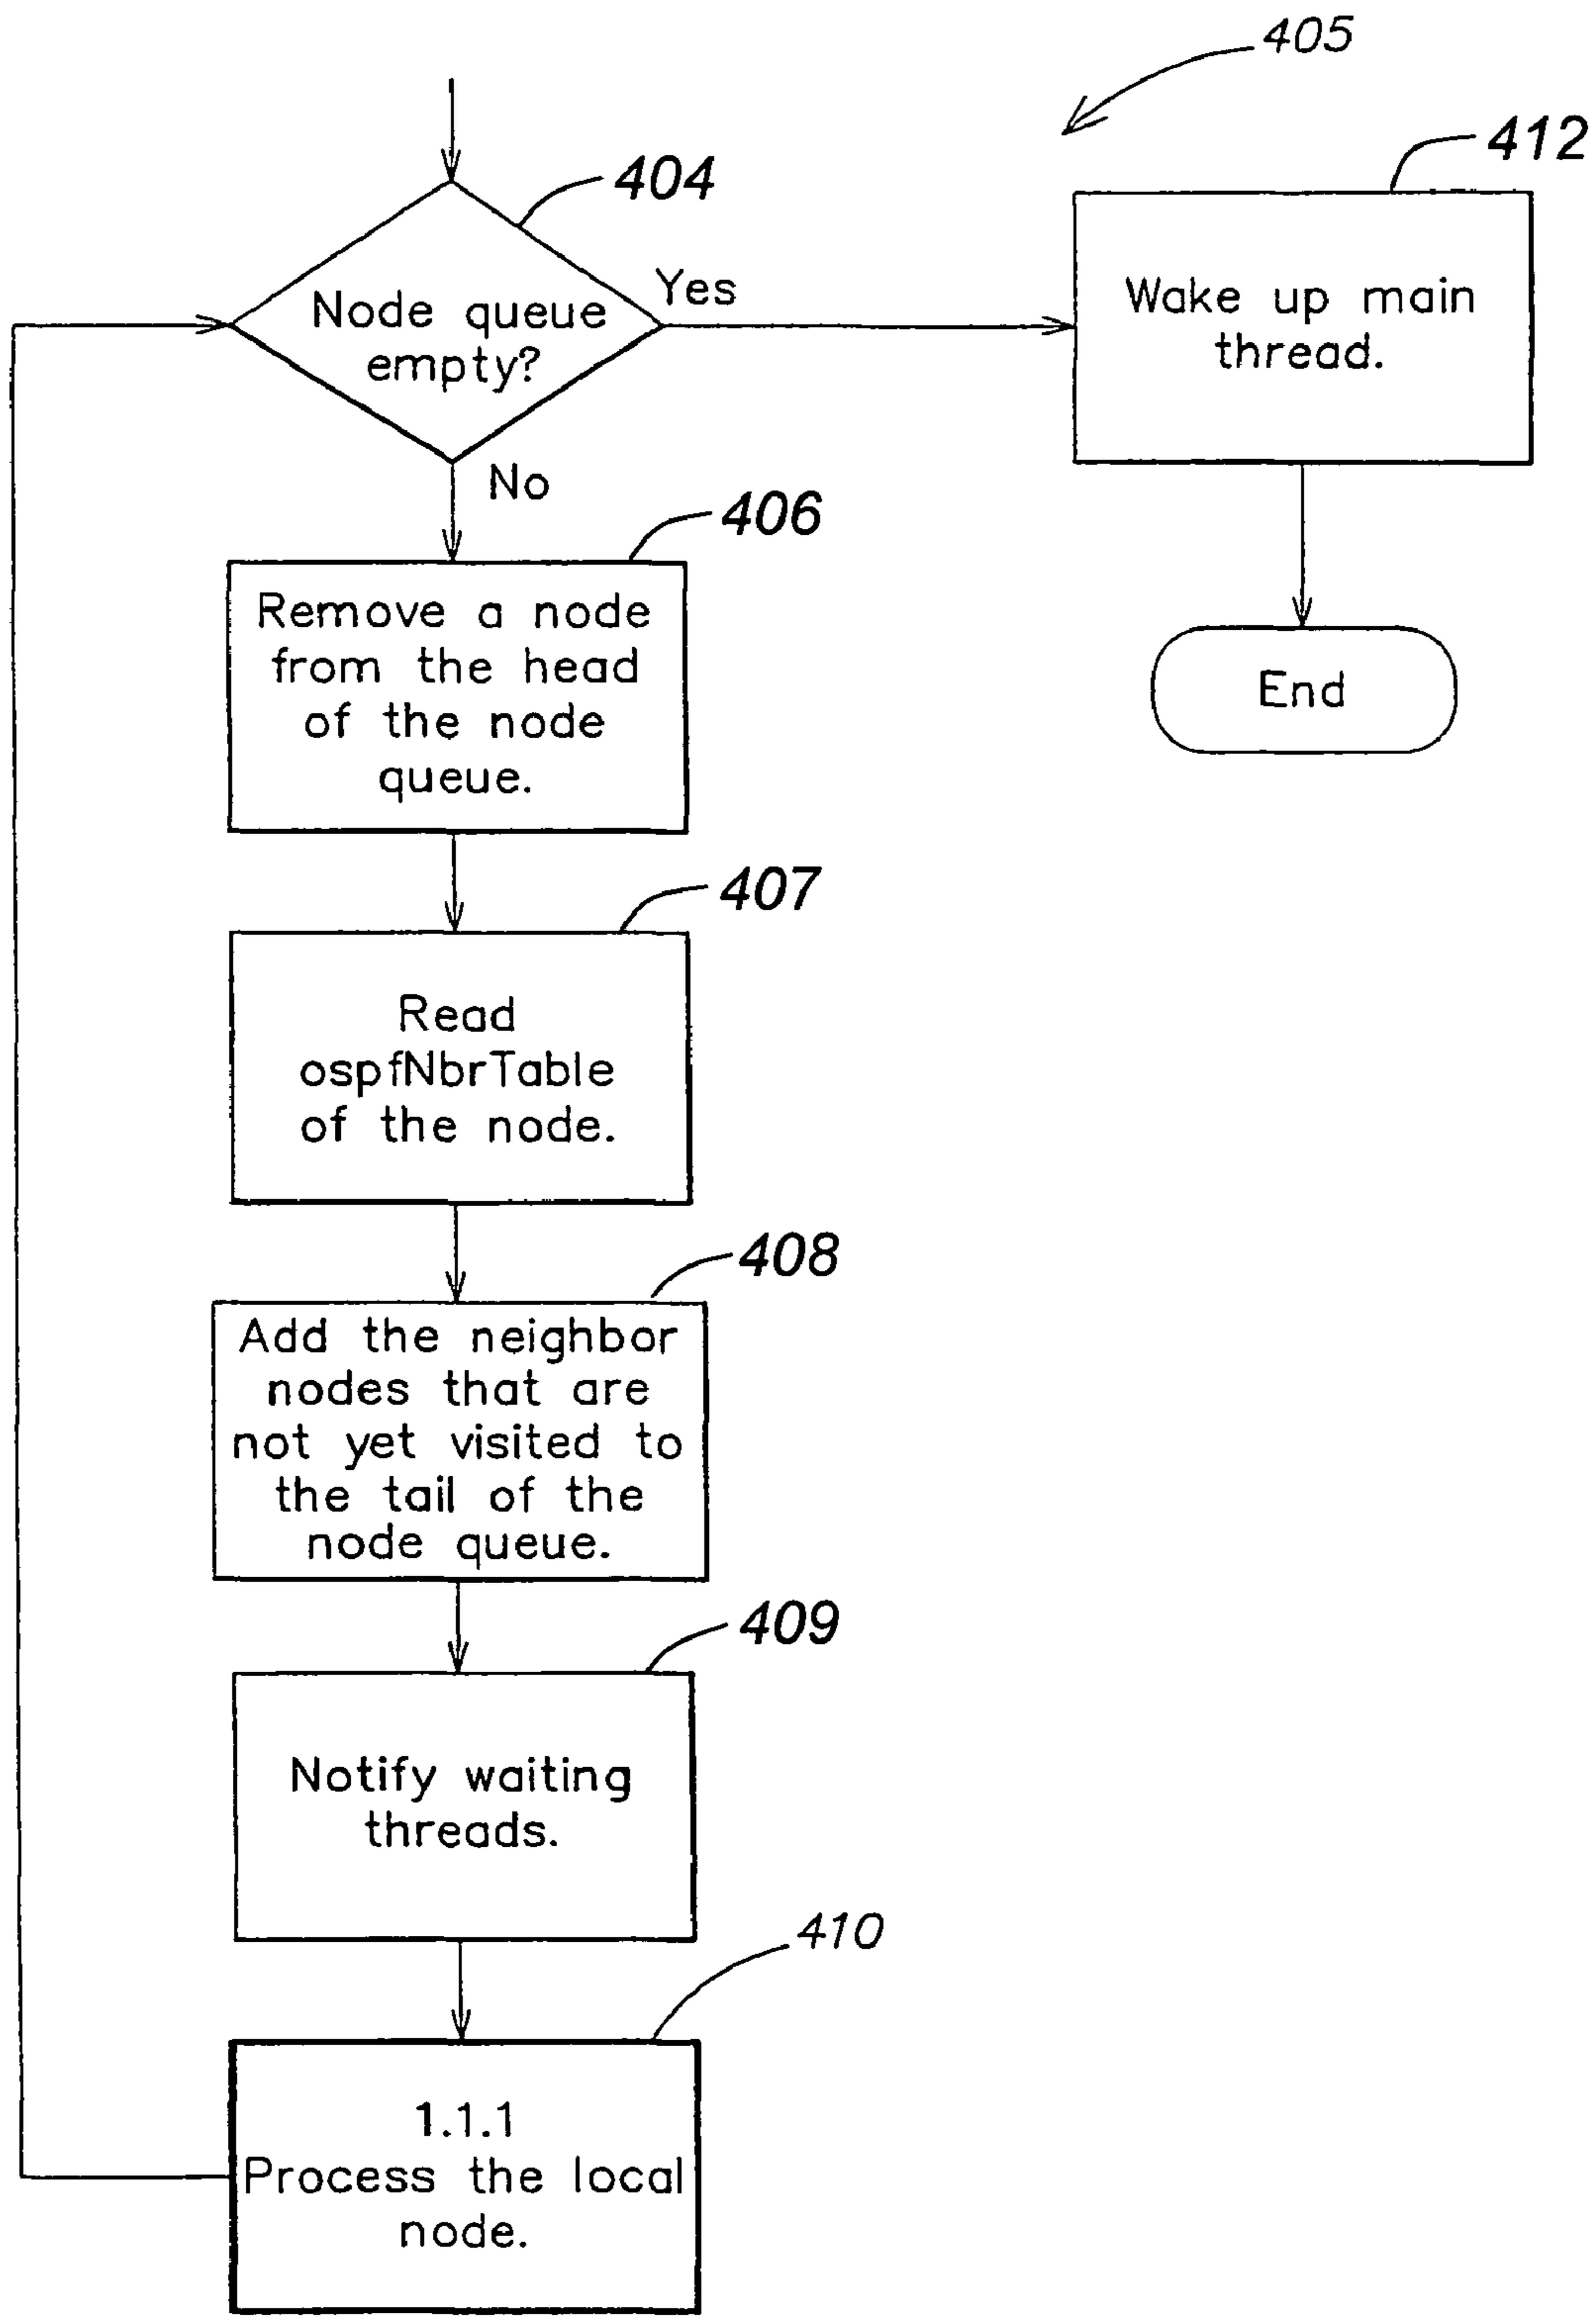 405
412
404
Node queue
empty?
Yes
Wake up main
thread.
No
406
Remove a node
from the head
of the node
queue.
End
407
Read
ospfNbrTable
of the node.
408
Add the neighbor
nodes that are
not yet visited to
the tail of the
node queue.
409
Notify waiting
threads.
410
1.1.1
Process the local
node.